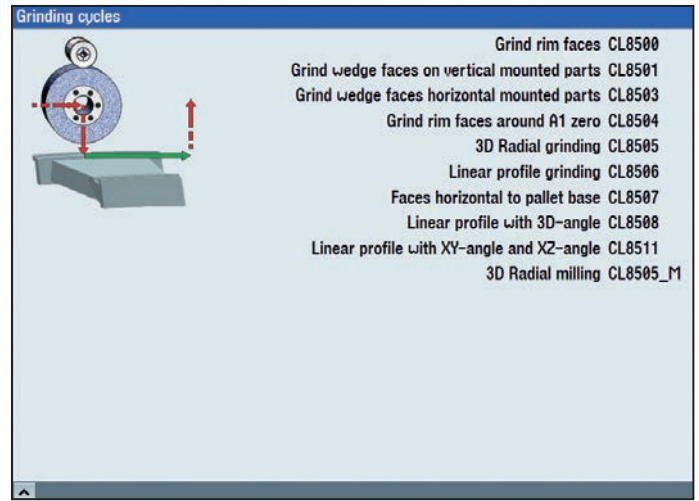 Grinding cycles
Grind rim faces CL8500
Grind wedge faces on vertical mounted parts CL8501
Grind wedge faces horizontal mounted parts CL8503
Grind rim faces around A1 zero CL8504
3D Radial grinding CL8505
Linear profile grinding CL8506
Faces horizontal to pallet base CL8507
Linear profile with 3D-angle CL8508
Linear profile with XY-angle and XZ-angle CL8511
3D Radial milling CL8505_M